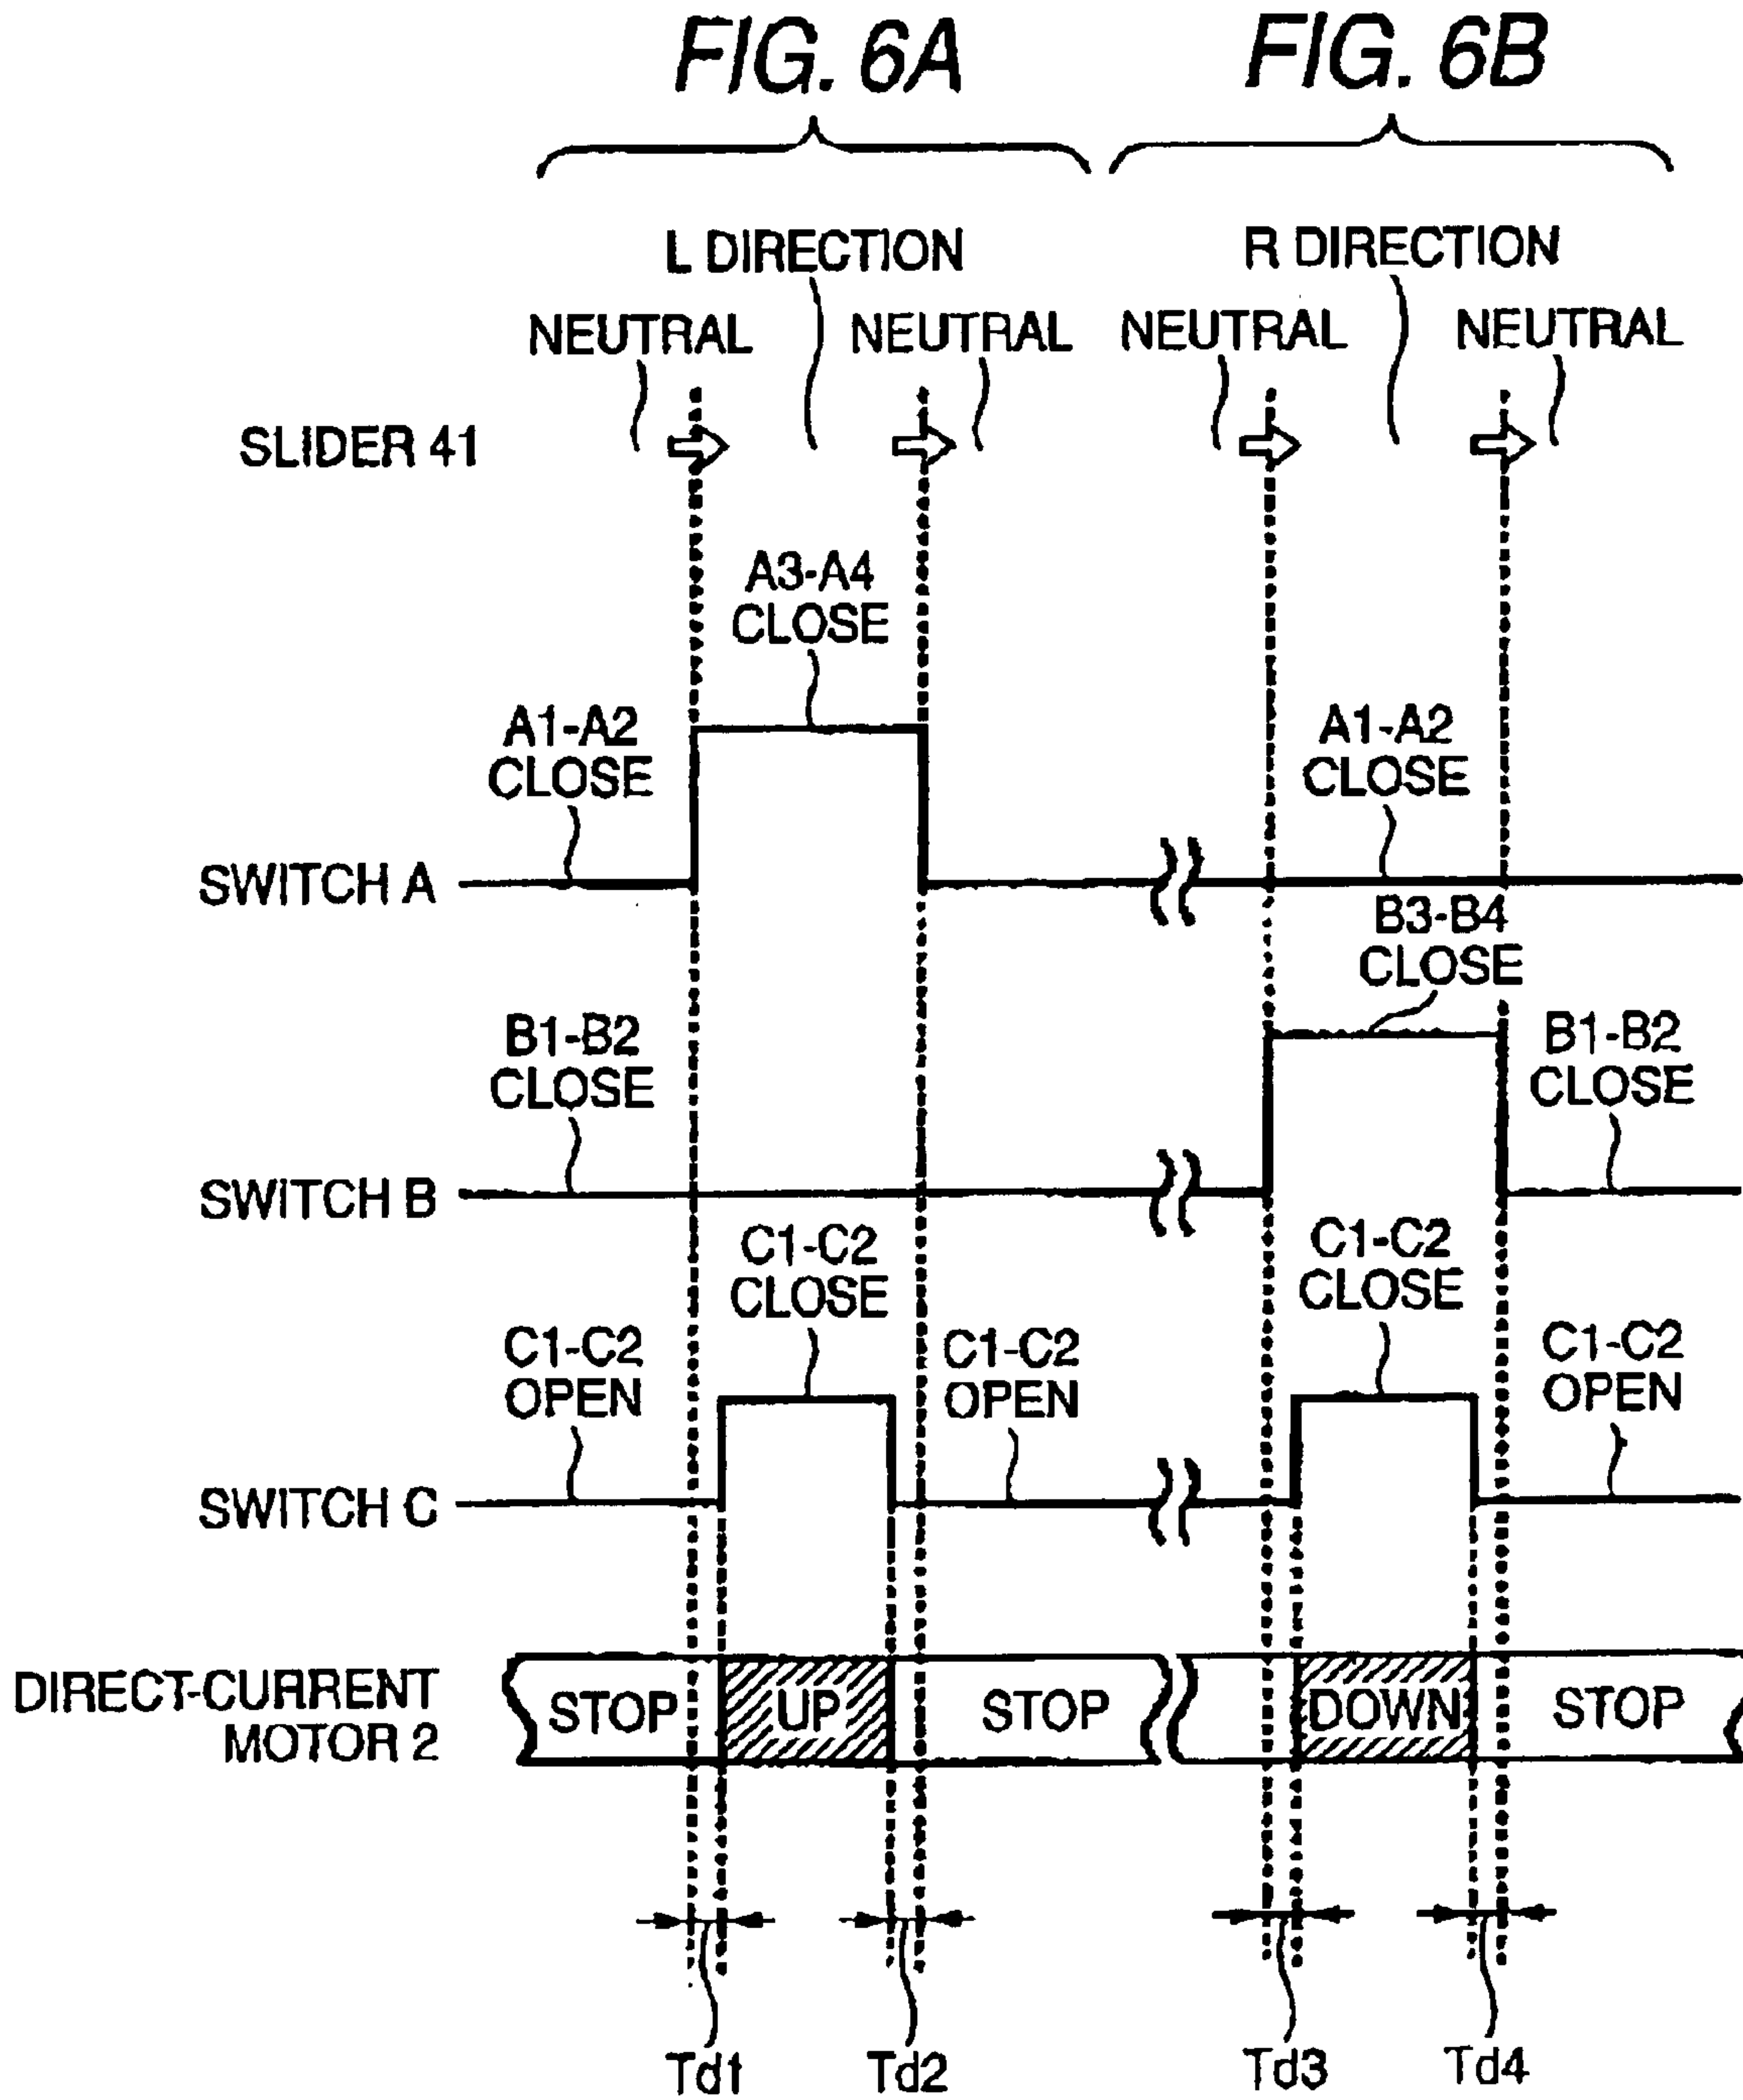 FIG. 6A
FIG. 6B
L DIRECTION
R DIRECTION
NEUTRAL
NEUTRAL
NEUTRAL
NEUTRAL
SLIDER 41
A3-A4
CLOSE
A1-A2
CLOSE
A1-A2
CLOSE
SWITCH A
B3-B4
CLOSE
B1-B2
CLOSE
B1-B2
CLOSE
SWITCH B
C1-C2
CLOSE
C1-C2
CLOSE
C1-C2
OPEN
C1-C2
OPEN
C1-C2
OPEN
SWITCH C
DIRECT-CURRENT
MOTOR 2
STOP
UP
STOP
DOWN
STOP
Td1
Td2
Td3
Td4